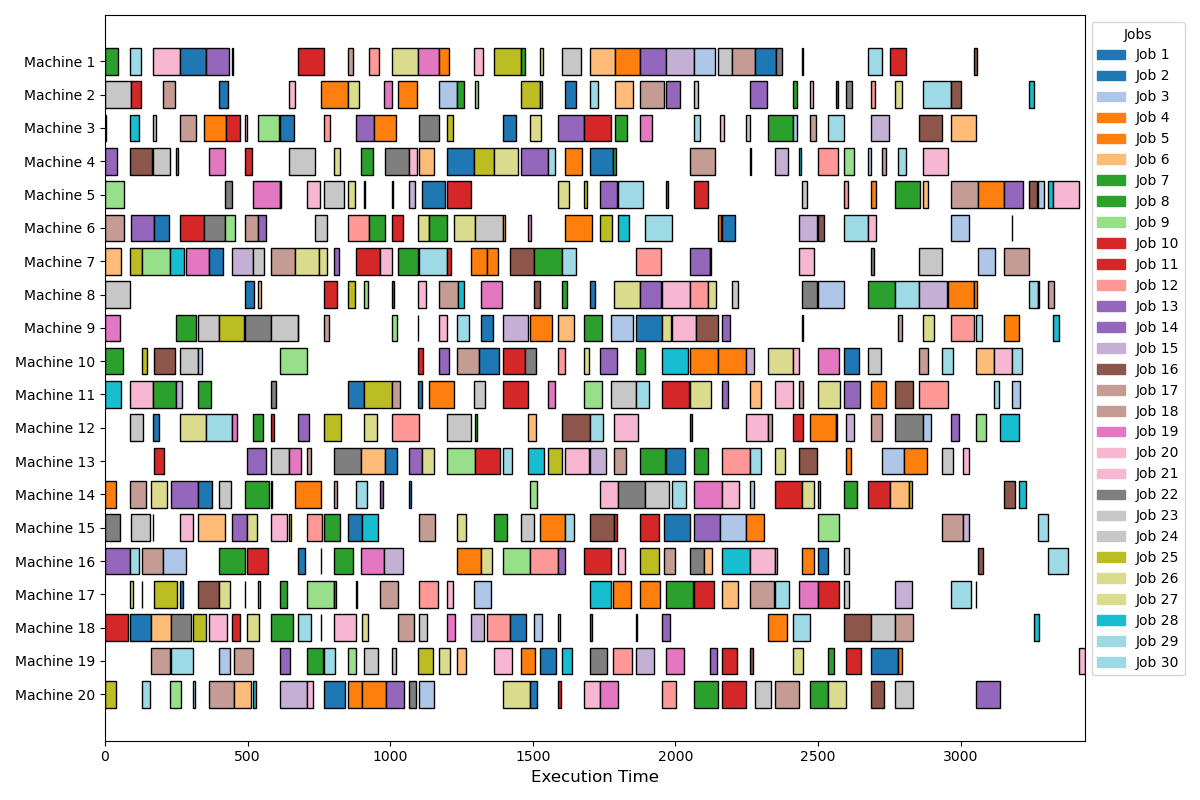 Machine 1
Machine 2
Machine 3
Machine 4
Machine 5
Machine 6
Machine 7
Machine 8
Machine 9
Machine 10
Machine 11
Machine 12
Machine 13
Machine 14
Machine 15
Machine 16
Machine 17
Machine 18
Machine 19
Machine 20
0 500 1000 1500 2000 2500 3000
Execution Time
Jobs
Job 1
Job 2
Job 3
Job 4
Job 5
Job 6
Job 7
Job 8
Job 9
Job 10
Job 11
Job 12
Job 13
Job 14
Job 15
Job 16
Job 17
Job 18
Job 19
Job 20
Job 21
Job 22
Job 23
Job 24
Job 25
Job 26
Job 27
Job 28
Job 29
Job 30